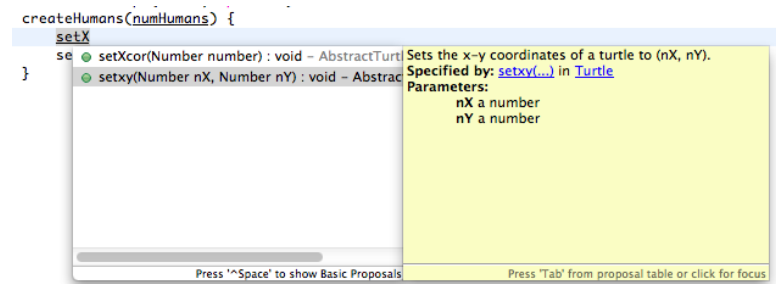 createHumans(numHumans) {
setX
se
}
setXcor(Number number) : void – AbstractTurtl
setxy(Number nX, Number nY) : void – Abstrac
Sets the x-y coordinates of a turtle to (nX, nY).
Specified by: setxy(...) in Turtle
Parameters:
nX a number
nY a number
Press '^Space' to show Basic Proposals
Press 'Tab' from proposal table or click for focus